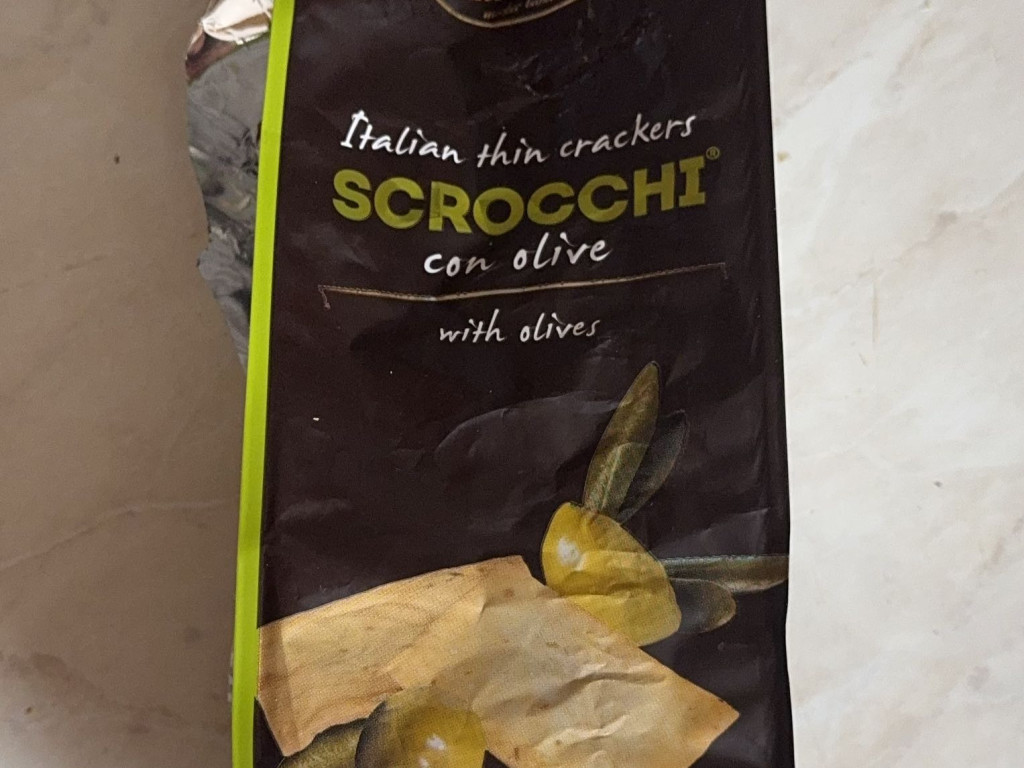 Italian thin crackers
SCROCCHI®
con olive
with olives